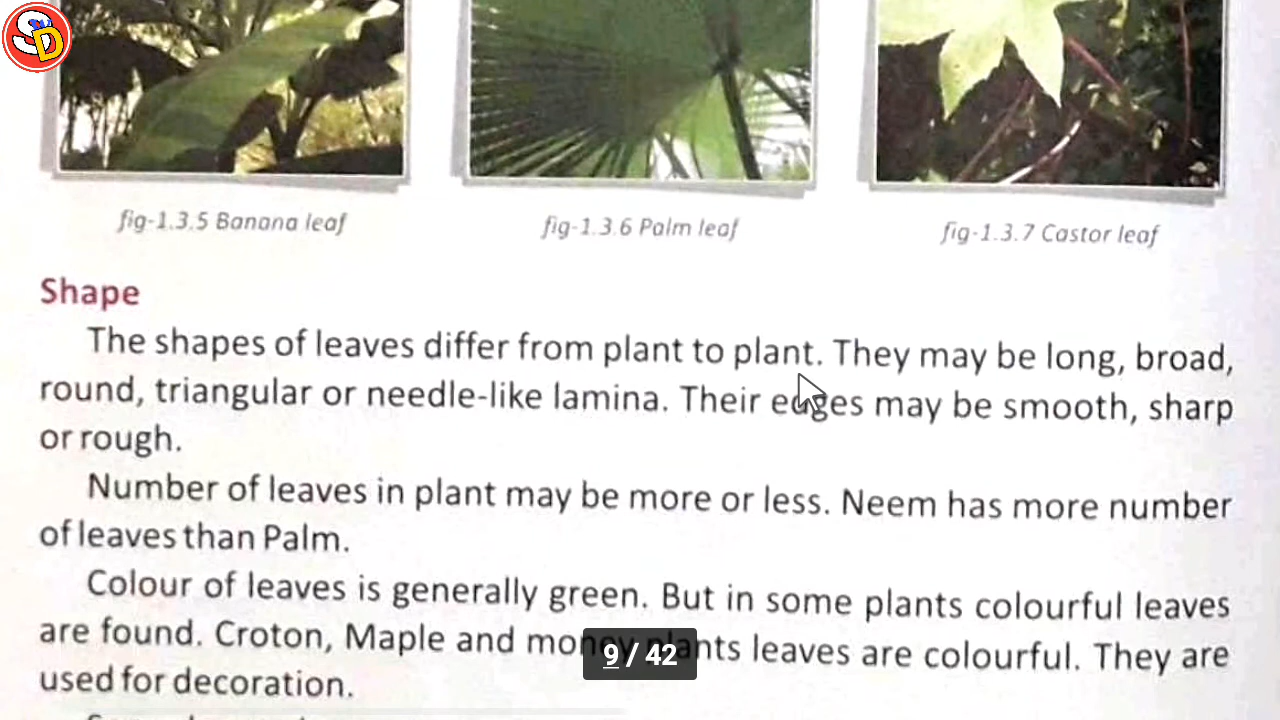 SD
fig-1.3.5 Banana leaf
fig-1.3.6 Palm leaf
fig-1.3.7 Castor leaf
Shape
The shapes of leaves differ from plant to plant. They may be long, broad,
round, triangular or needle-like lamina. Their edges may be smooth, sharp
or rough.
Number of leaves in plant may be more or less. Neem has more number
of leaves than Palm.
Colour of leaves is generally green. But in some plants colourful leaves
are found. Croton, Maple and money plants leaves are colourful. They are
9 / 42
used for decoration.